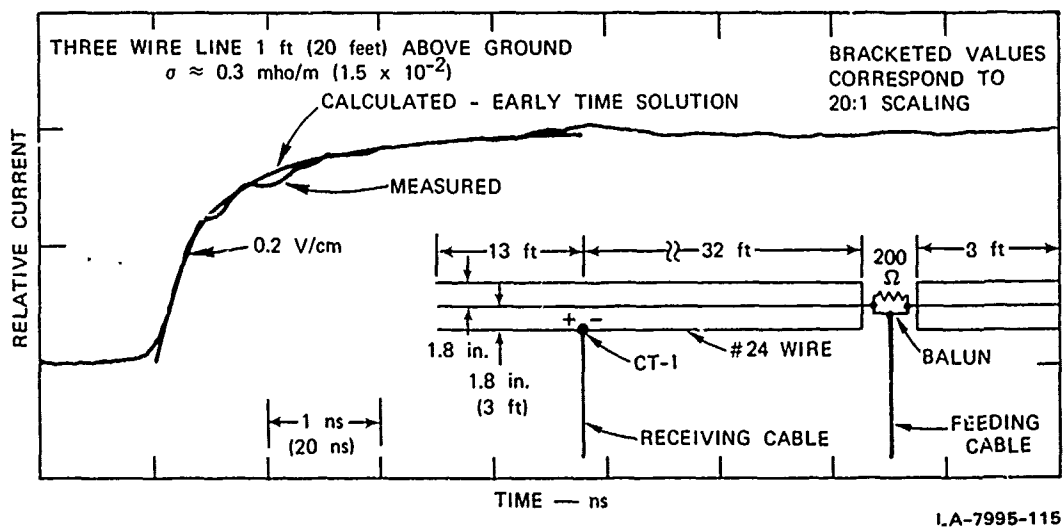 THREE WIRE LINE 1 ft (20 feet) ABOVE GROUND
σ ≈ 0.3 mho/m (1.5 x 10⁻²)
BRACKETED VALUES
CORRESPOND TO
20:1 SCALING
CALCULATED - EARLY TIME SOLUTION
MEASURED
0.2 V/cm
RELATIVE CURRENT
13 ft
32 ft
200
Ω
3 ft
+ -
1.8 in.
1.8 in.
(3 ft)
CT-1
#24 WIRE
BALUN
1 ns
(20 ns)
RECEIVING CABLE
FEEDING
CABLE
TIME — ns
LA-7995-115